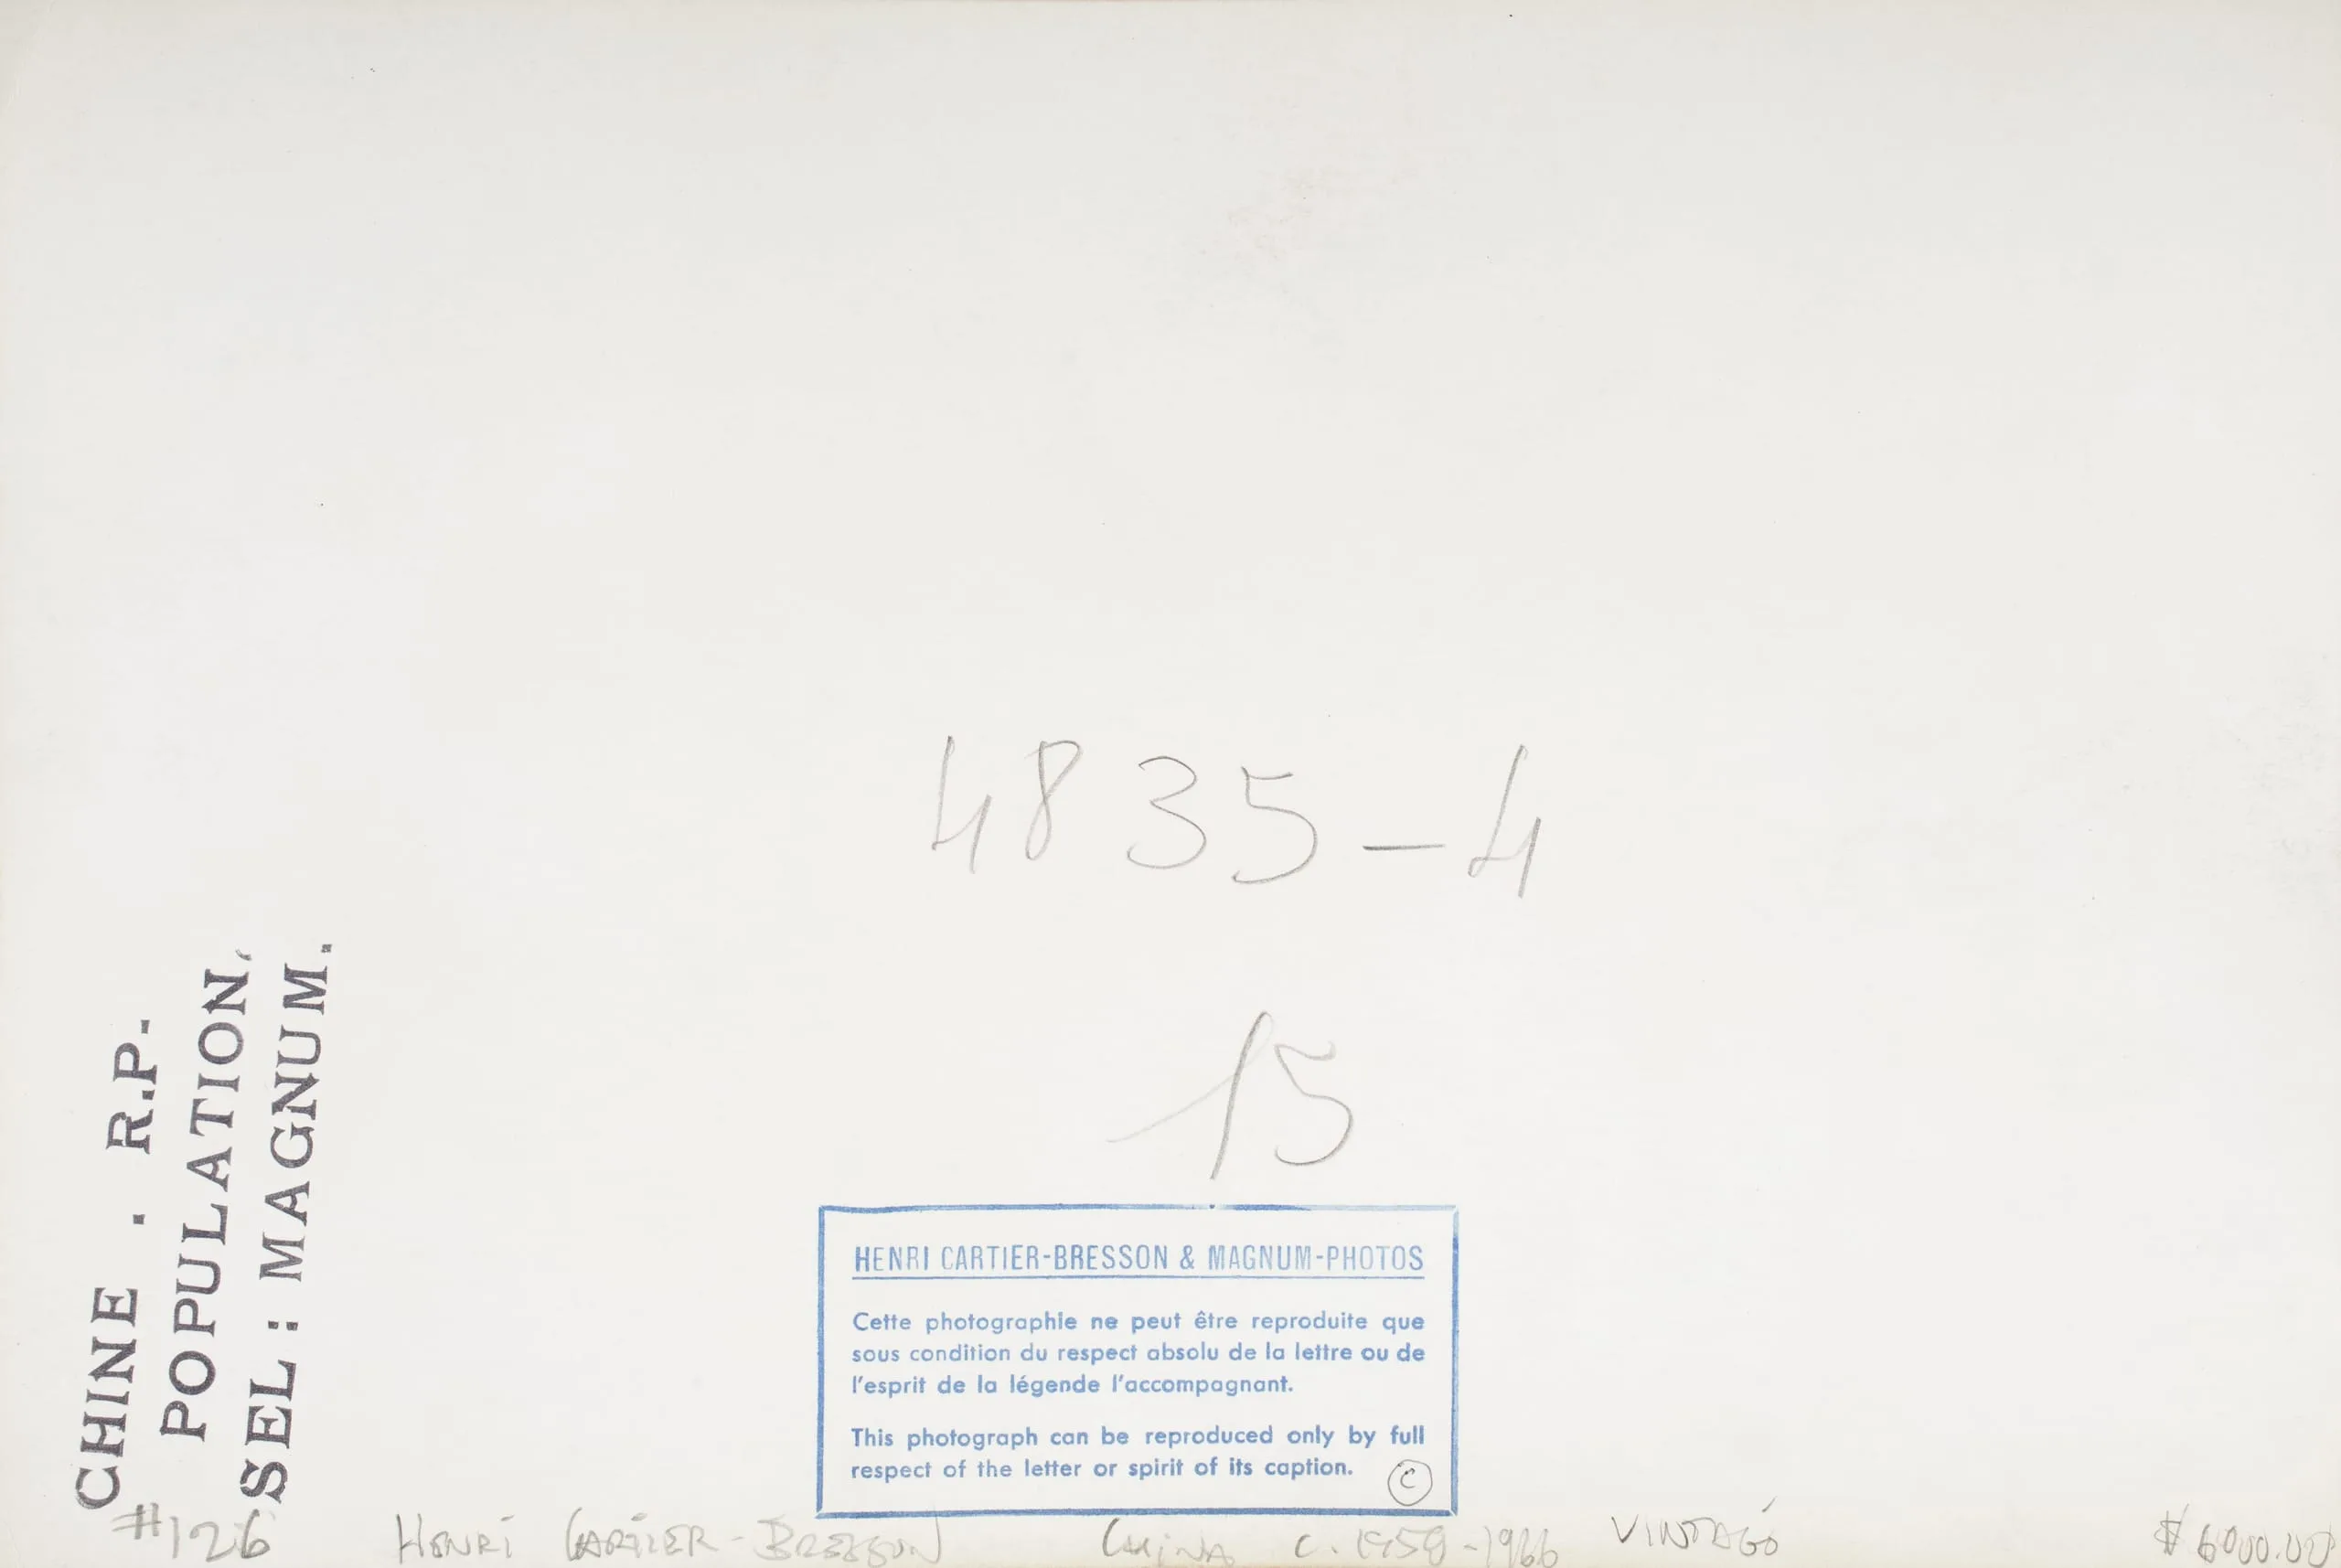 4835-4
15
CHINE . R.P.
POPULATION.
SEL : MAGNUM.
HENRI CARTIER-BRESSON & MAGNUM-PHOTOS
Cette photographie ne peut être reproduite que
sous condition du respect absolu de la lettre ou de
l'esprit de la légende l'accompagnant.
This photograph can be reproduced only by full
respect of the letter or spirit of its caption. ©
#126 HENRI CARTIER-BRESSON CHINA c. 1958-1966 VINTAGE $6000.00